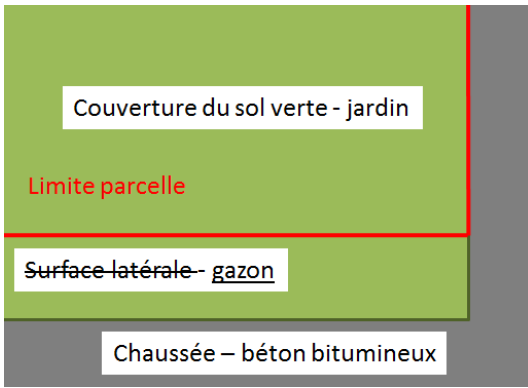 Couverture du sol verte - jardin
Limite parcelle
Surface latérale - gazon
Chaussée – béton bitumineux